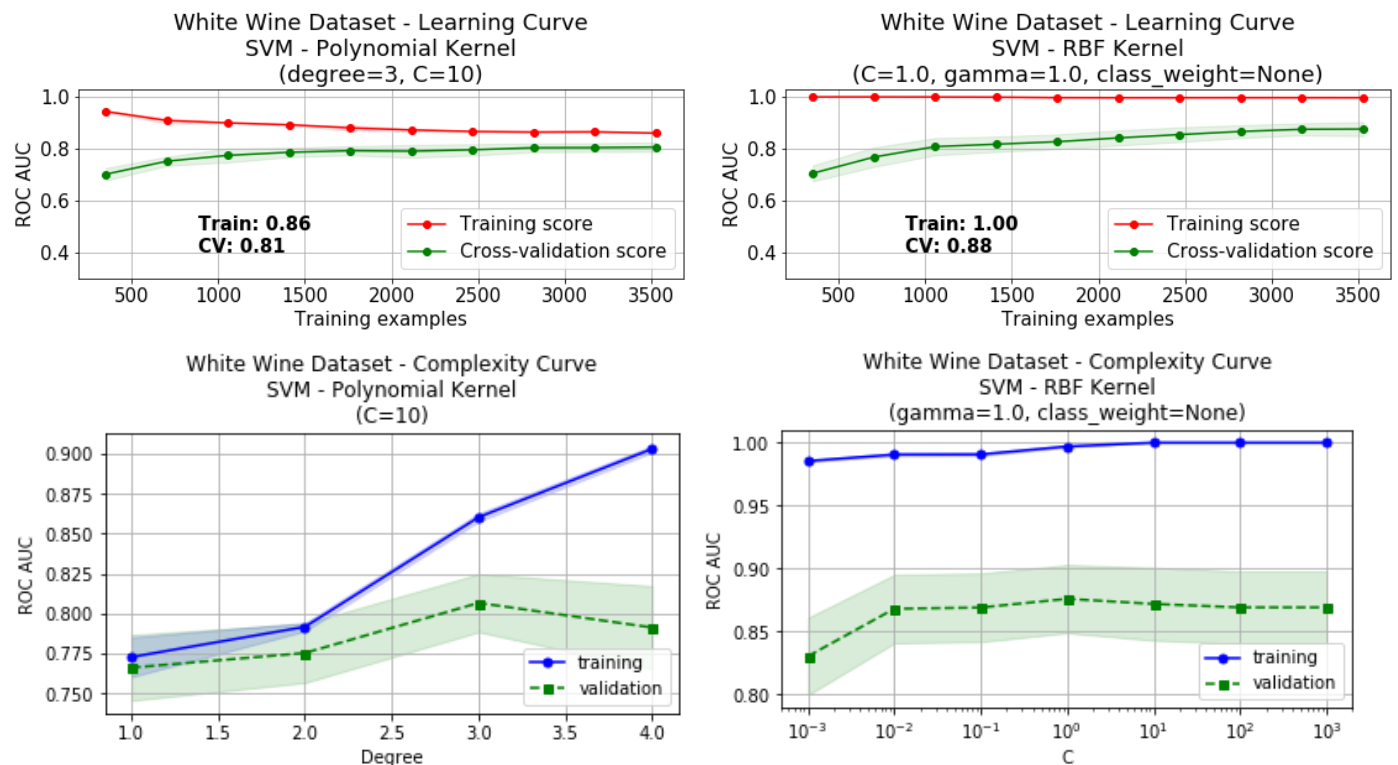 White Wine Dataset - Learning Curve
SVM - Polynomial Kernel
(degree=3, C=10)
1.0
0.8
0.6
0.4
ROC AUC
Train: 0.86
CV: 0.81
Training score
Cross-validation score
500 1000 1500 2000 2500 3000 3500
Training examples
White Wine Dataset - Learning Curve
SVM - RBF Kernel
(C=1.0, gamma=1.0, class_weight=None)
1.0
0.8
0.6
0.4
ROC AUC
Train: 1.00
CV: 0.88
Training score
Cross-validation score
500 1000 1500 2000 2500 3000 3500
Training examples
White Wine Dataset - Complexity Curve
SVM - Polynomial Kernel
(C=10)
0.900
0.875
0.850
0.825
0.800
0.775
0.750
ROC AUC
training
validation
1.0 1.5 2.0 2.5 3.0 3.5 4.0
Degree
White Wine Dataset - Complexity Curve
SVM - RBF Kernel
(gamma=1.0, class_weight=None)
1.00
0.95
0.90
0.85
0.80
ROC AUC
training
validation
10⁻³ 10⁻² 10⁻¹ 10⁰ 10¹ 10² 10³
C